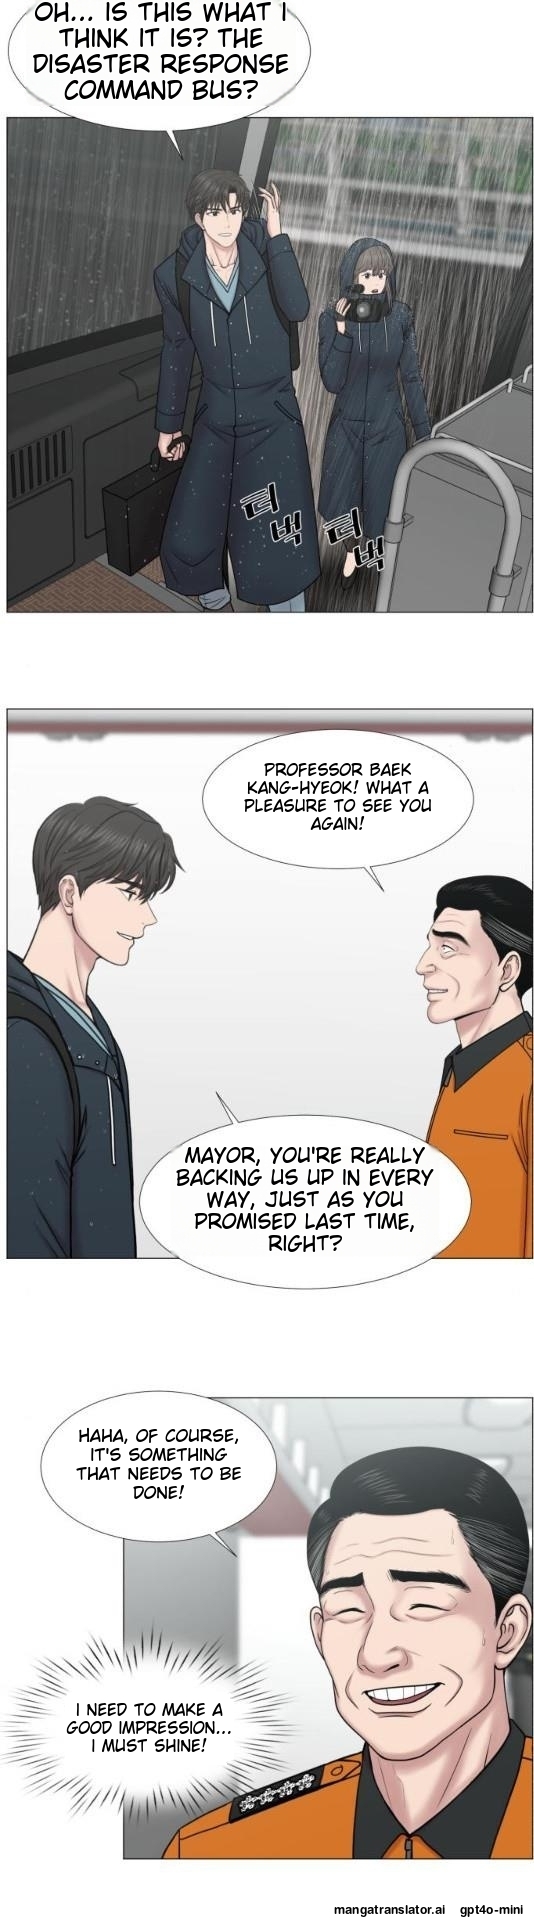 OH... IS THIS WHAT I
THINK IT IS? THE
DISASTER RESPONSE
COMMAND BUS?
터
벅
터
벅
PROFESSOR BAEK
KANG-HYEOK! WHAT A
PLEASURE TO SEE YOU
AGAIN!
MAYOR, YOU'RE REALLY
BACKING US UP IN EVERY
WAY, JUST AS YOU
PROMISED LAST TIME,
RIGHT?
HAHA, OF COURSE,
IT'S SOMETHING
THAT NEEDS TO BE
DONE!
I NEED TO MAKE A
GOOD IMPRESSION...
I MUST SHINE!
mangatranslator.ai gpt4o-mini